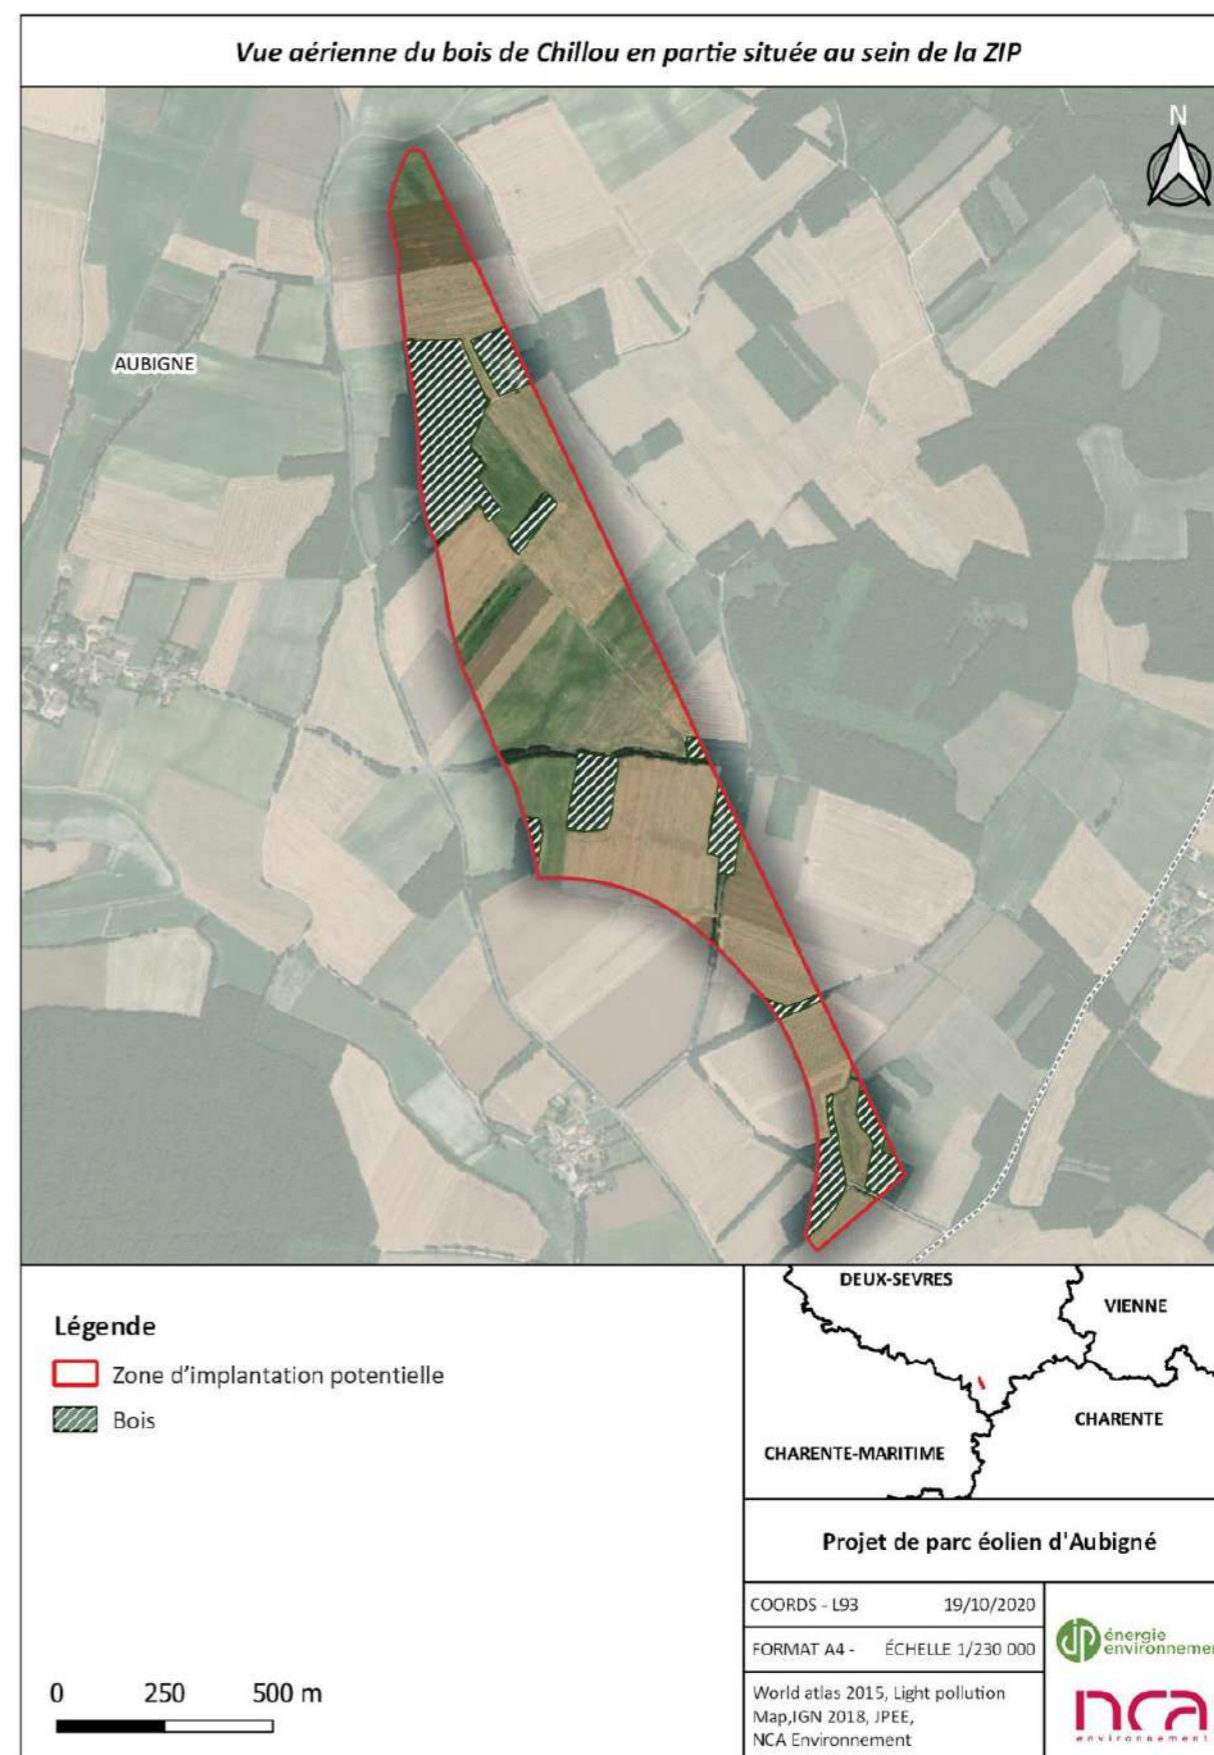 Vue aérienne du bois de Chillou en partie située au sein de la ZIP
N
AUBIGNE
Légende
Zone d'implantation potentielle
Bois
0 250 500 m
DEUX-SEVRES
VIENNE
CHARENTE
CHARENTE-MARITIME
Projet de parc éolien d'Aubigné
COORDS - L93 19/10/2020
FORMAT A4 - ÉCHELLE 1/230 000
World atlas 2015, Light pollution
Map,IGN 2018, JPEE,
NCA Environnement
JP énergie
environnemen
nca
environnement